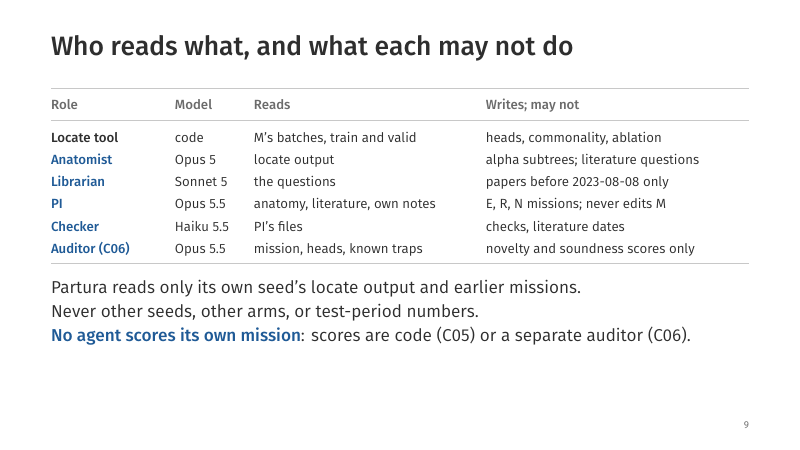 Who reads what, and what each may not do
Role Model Reads Writes; may not
Locate tool code M’s batches, train and valid heads, commonality, ablation
Anatomist Opus 5 locate output alpha subtrees; literature questions
Librarian Sonnet 5 the questions papers before 2023-08-08 only
PI Opus 5.5 anatomy, literature, own notes E, R, N missions; never edits M
Checker Haiku 5.5 PI’s files checks, literature dates
Auditor (C06) Opus 5.5 mission, heads, known traps novelty and soundness scores only
Partura reads only its own seed’s locate output and earlier missions.
Never other seeds, other arms, or test-period numbers.
No agent scores its own mission: scores are code (C05) or a separate auditor (C06).
9